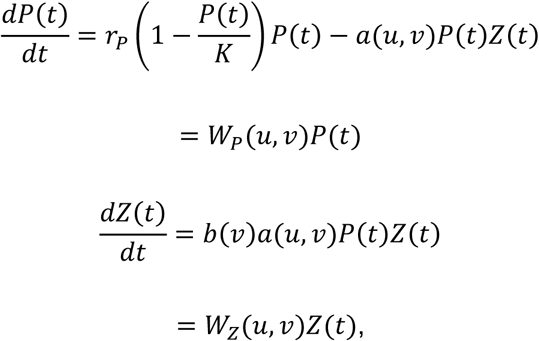 dP(t)/dt = r_P (1 − P(t)/K) P(t) − a(u, v)P(t)Z(t)
= W_P(u, v)P(t)
dZ(t)/dt = b(v)a(u, v)P(t)Z(t)
= W_Z(u, v)Z(t),